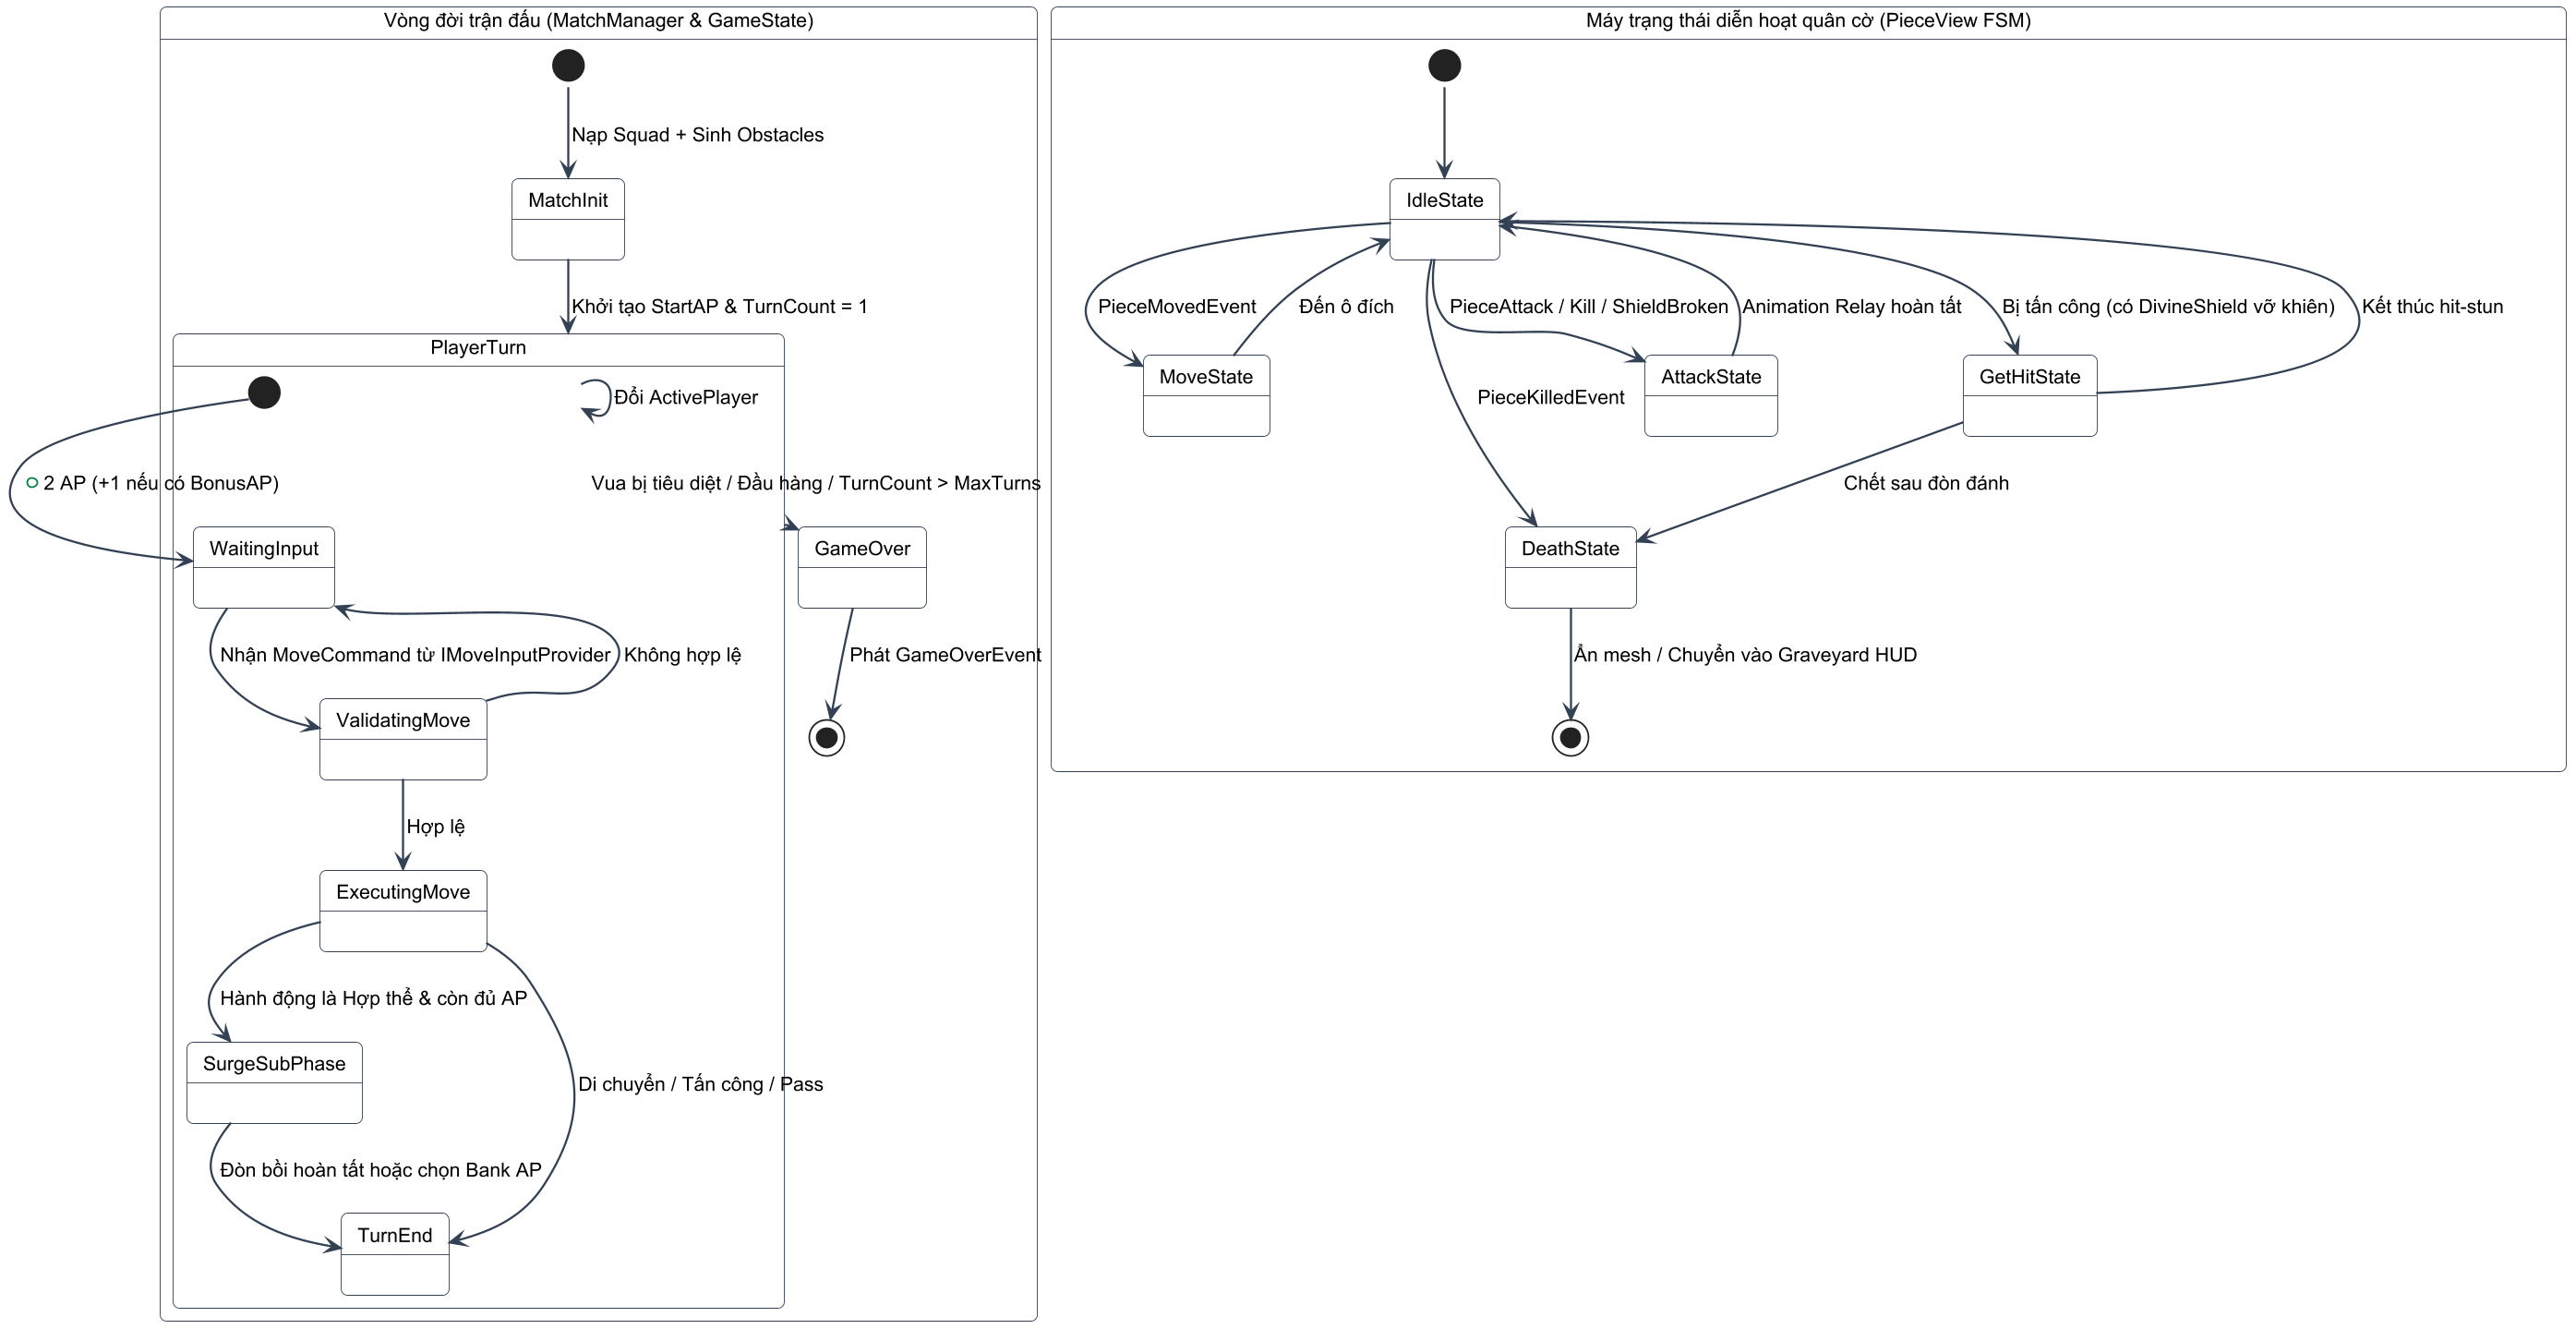 Vòng đời trận đấu (MatchManager & GameState)
Nạp Squad + Sinh Obstacles
MatchInit
Khởi tạo StartAP & TurnCount = 1
PlayerTurn
Đổi ActivePlayer
2 AP (+1 nếu có BonusAP)
Vua bị tiêu diệt / Đầu hàng / TurnCount > MaxTurns
WaitingInput
GameOver
Nhận MoveCommand từ IMoveInputProvider
Không hợp lệ
Phát GameOverEvent
ValidatingMove
Hợp lệ
ExecutingMove
Hành động là Hợp thể & còn đủ AP
SurgeSubPhase
Di chuyển / Tấn công / Pass
Đòn bồi hoàn tất hoặc chọn Bank AP
TurnEnd
Máy trạng thái diễn hoạt quân cờ (PieceView FSM)
IdleState
PieceMovedEvent
Đến ô đích
PieceAttack / Kill / ShieldBroken
Animation Relay hoàn tất
Bị tấn công (có DivineShield vỡ khiên)
Kết thúc hit-stun
MoveState
AttackState
GetHitState
PieceKilledEvent
Chết sau đòn đánh
DeathState
Ẩn mesh / Chuyển vào Graveyard HUD